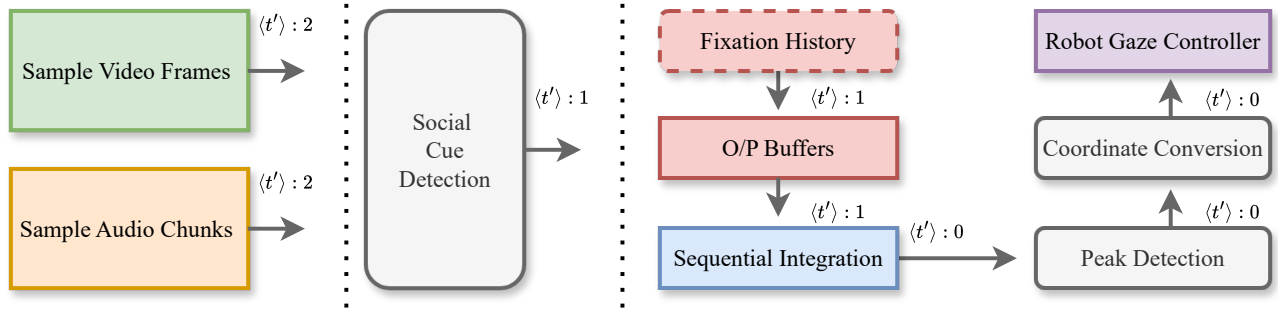 Sample Video Frames
⟨t′⟩ : 2
Sample Audio Chunks
⟨t′⟩ : 2
Social
Cue
Detection
⟨t′⟩ : 1
Fixation History
⟨t′⟩ : 1
O/P Buffers
⟨t′⟩ : 1
Sequential Integration
⟨t′⟩ : 0
Robot Gaze Controller
⟨t′⟩ : 0
Coordinate Conversion
⟨t′⟩ : 0
Peak Detection